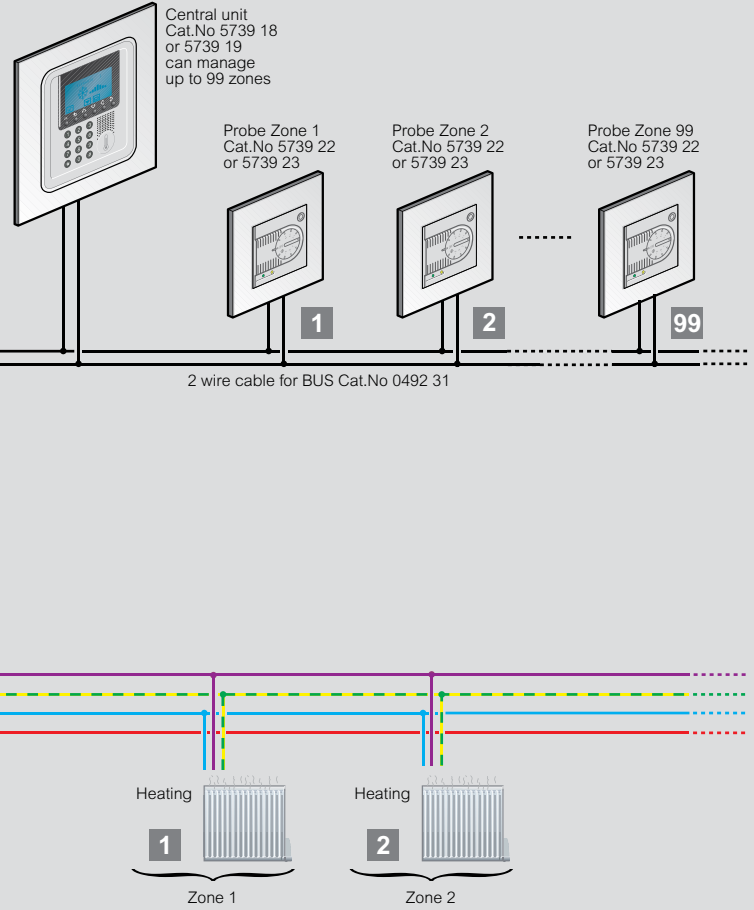 Central unit
Cat.No 5739 18
or 5739 19
can manage
up to 99 zones
Probe Zone 1
Cat.No 5739 22
or 5739 23
Probe Zone 2
Cat.No 5739 22
or 5739 23
Probe Zone 99
Cat.No 5739 22
or 5739 23
1
2
99
2 wire cable for BUS Cat.No 0492 31
Heating
1
Heating
2
Zone 1
Zone 2